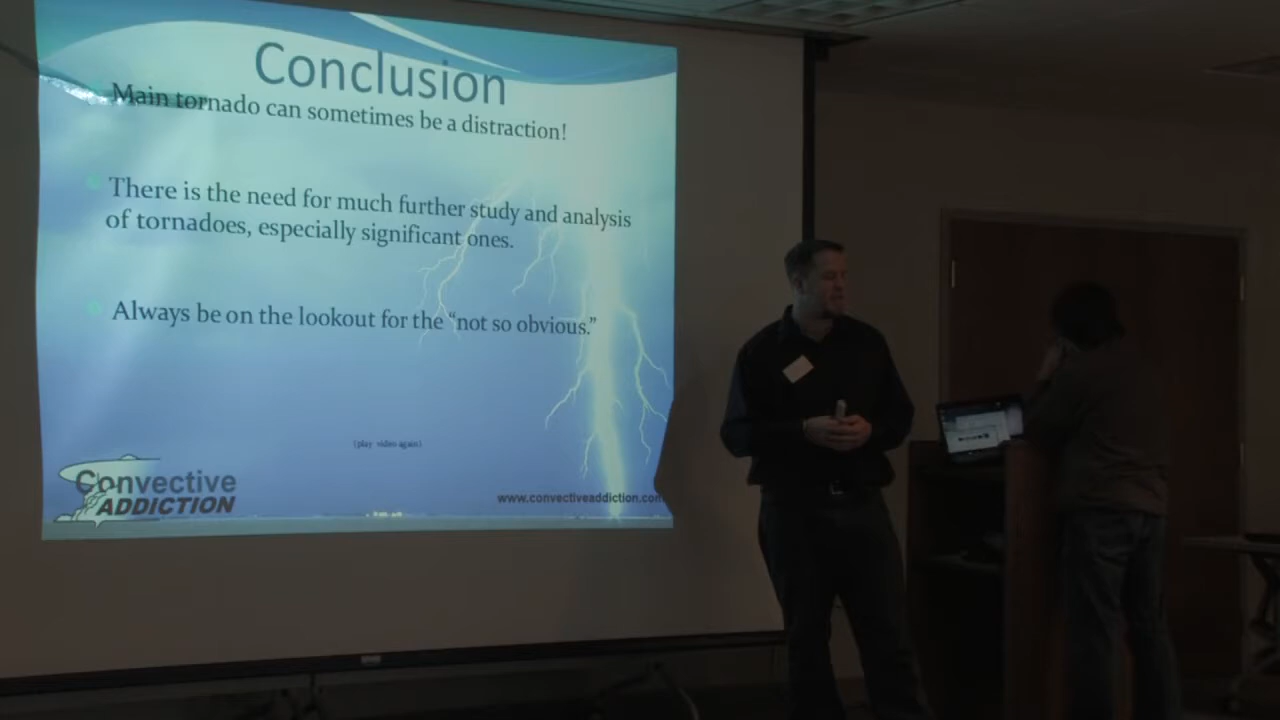 Conclusion
Main tornado can sometimes be a distraction!
There is the need for much further study and analysis
of tornadoes, especially significant ones.
Always be on the lookout for the “not so obvious.”
(play video again)
Convective
ADDICTION
www.convectiveaddiction.com